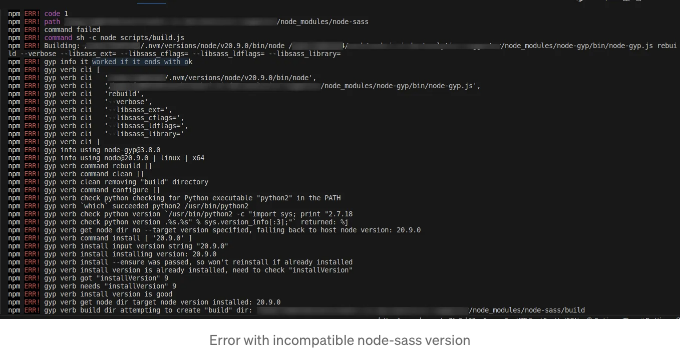 npm ERR! code 1
npm ERR! path /node_modules/node-sass
npm ERR! command failed
npm ERR! command sh -c node scripts/build.js
npm ERR! Building: / /.nvm/versions/node/v20.9.0/bin/node / /node_modules/node-gyp/bin/node-gyp.js rebui
ild --verbose --libsass_ext= --libsass_cflags= --libsass_ldflags= --libsass_library=
npm ERR! gyp info it worked if it ends with ok
npm ERR! gyp verb cli [
npm ERR! gyp verb cli '/ /.nvm/versions/node/v20.9.0/bin/node',
npm ERR! gyp verb cli '/ /node_modules/node-gyp/bin/node-gyp.js',
npm ERR! gyp verb cli 'rebuild',
npm ERR! gyp verb cli '--verbose',
npm ERR! gyp verb cli '--libsass_ext=',
npm ERR! gyp verb cli '--libsass_cflags=',
npm ERR! gyp verb cli '--libsass_ldflags=',
npm ERR! gyp verb cli '--libsass_library='
npm ERR! gyp verb cli ]
npm ERR! gyp info using node-gyp@3.8.0
npm ERR! gyp info using node@20.9.0 | linux | x64
npm ERR! gyp verb command rebuild []
npm ERR! gyp verb command clean []
npm ERR! gyp verb clean removing "build" directory
npm ERR! gyp verb command configure []
npm ERR! gyp verb check python checking for Python executable "python2" in the PATH
npm ERR! gyp verb `which` succeeded python2 /usr/bin/python2
npm ERR! gyp verb check python version `/usr/bin/python2 -c "import sys; print "2.7.18
npm ERR! gyp verb check python version .%s.%s" % sys.version_info[:3];"` returned: %j
npm ERR! gyp verb get node dir no --target version specified, falling back to host node version: 20.9.0
npm ERR! gyp verb command install [ '20.9.0' ]
npm ERR! gyp verb install input version string "20.9.0"
npm ERR! gyp verb install installing version: 20.9.0
npm ERR! gyp verb install --ensure was passed, so won't reinstall if already installed
npm ERR! gyp verb install version is already installed, need to check "installVersion"
npm ERR! gyp verb got "installVersion" 9
npm ERR! gyp verb needs "installVersion" 9
npm ERR! gyp verb install version is good
npm ERR! gyp verb get node dir target node version installed: 20.9.0
npm ERR! gyp verb build dir attempting to create "build" dir: /node_modules/node-sass/build
Error with incompatible node-sass version